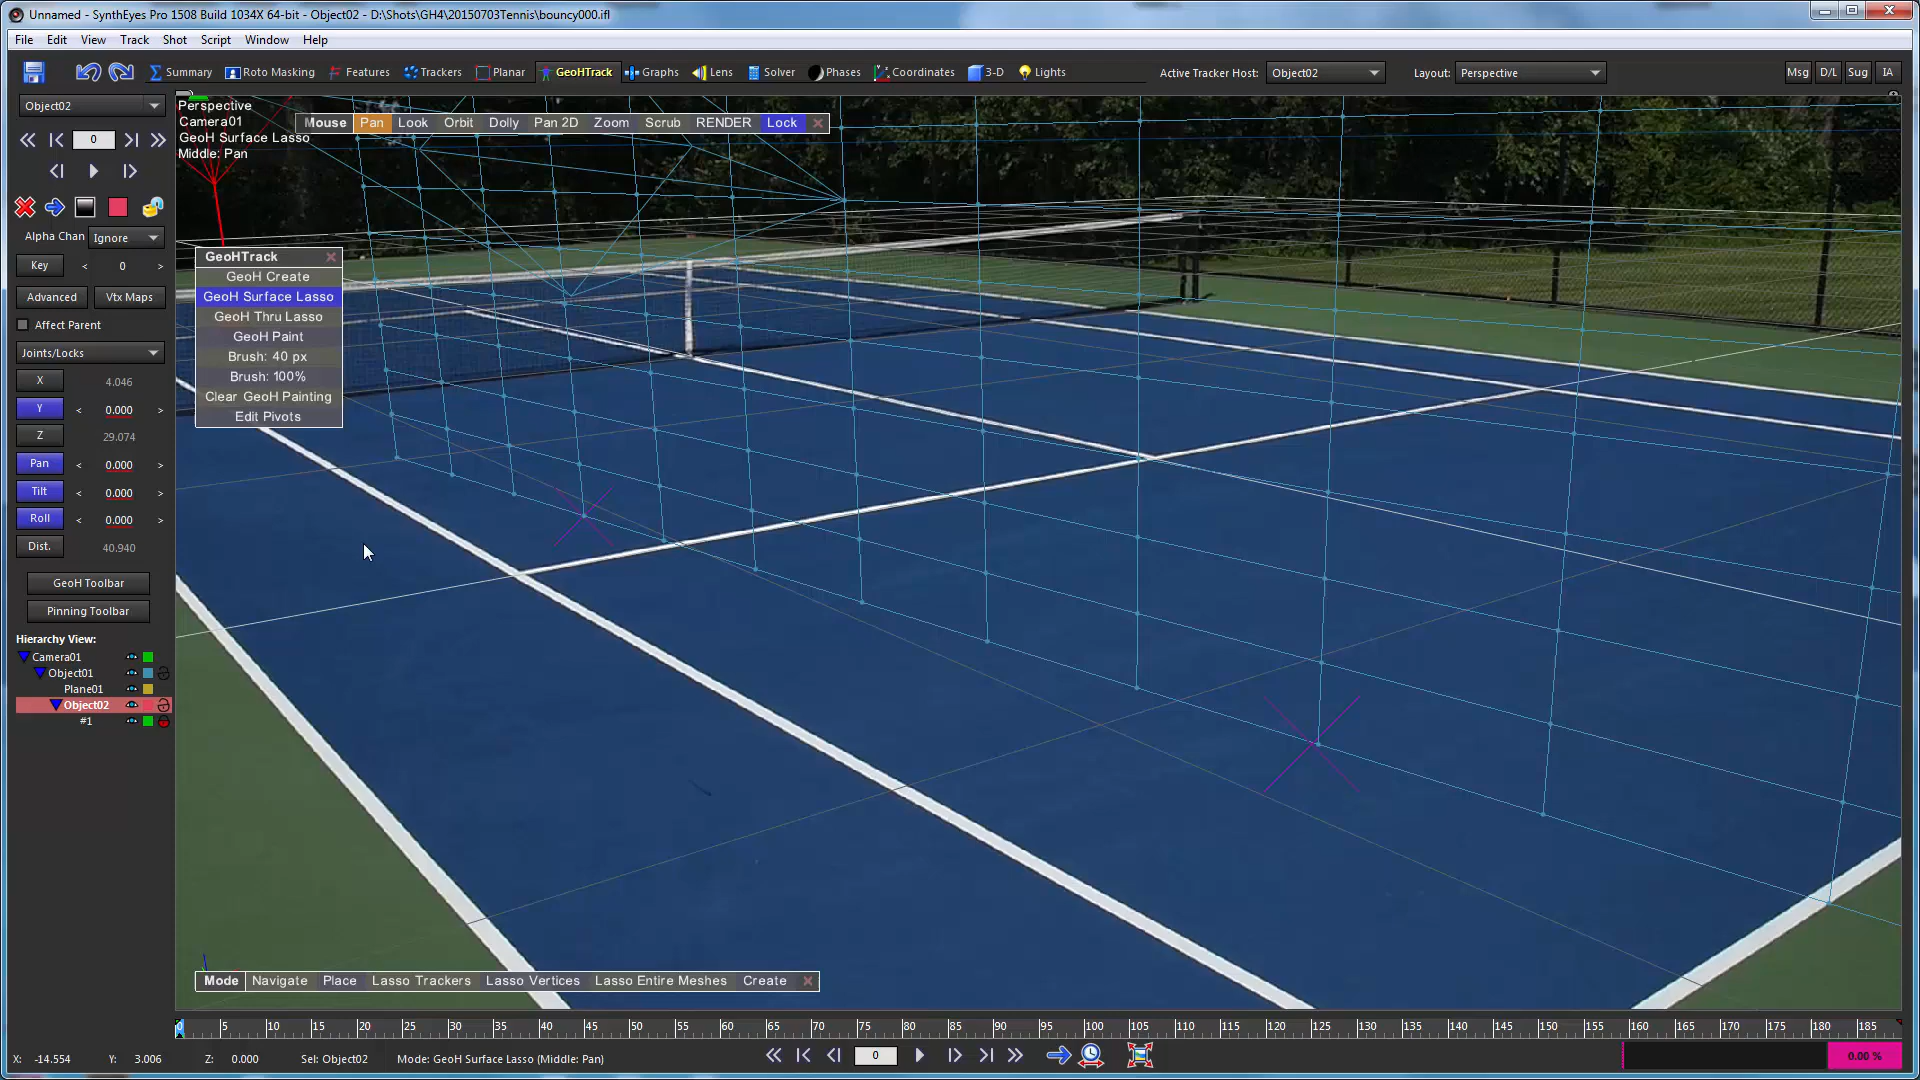 Unnamed - SynthEyes Pro 1508 Build 1034X 64-bit - Object02 - D:\Shots\GH4\20150703Tennis\bouncy000.ifl
File Edit View Track Shot Script Window Help
Summary Roto Masking Features Trackers Planar GeoHTrack Graphs Lens Solver Phases Coordinates 3-D Lights Active Tracker Host: Object02 Layout: Perspective Msg D/L Sug IA
Object02
0
Alpha Chan Ignore
Key < 0 >
Advanced Vtx Maps
Affect Parent
Joints/Locks
X 4.046
Y < 0.000 >
Z 29.074
Pan < 0.000 >
Tilt < 0.000 >
Roll < 0.000 >
Dist. 40.940
GeoH Toolbar
Pinning Toolbar
Hierarchy View:
Camera01
Object01
Plane01
Object02
#1
Perspective
Camera01
GeoH Surface Lasso
Middle: Pan
Mouse Pan Look Orbit Dolly Pan 2D Zoom Scrub RENDER Lock
GeoHTrack
GeoH Create
GeoH Surface Lasso
GeoH Thru Lasso
GeoH Paint
Brush: 40 px
Brush: 100%
Clear GeoH Painting
Edit Pivots
Mode Navigate Place Lasso Trackers Lasso Vertices Lasso Entire Meshes Create
0 5 10 15 20 25 30 35 40 45 50 55 60 65 70 75 80 85 90 95 100 105 110 115 120 125 130 135 140 145 150 155 160 165 170 175 180 185
X: -14.554 Y: 3.006 Z: 0.000 Sel: Object02 Mode: GeoH Surface Lasso (Middle: Pan) 0 0.00 %